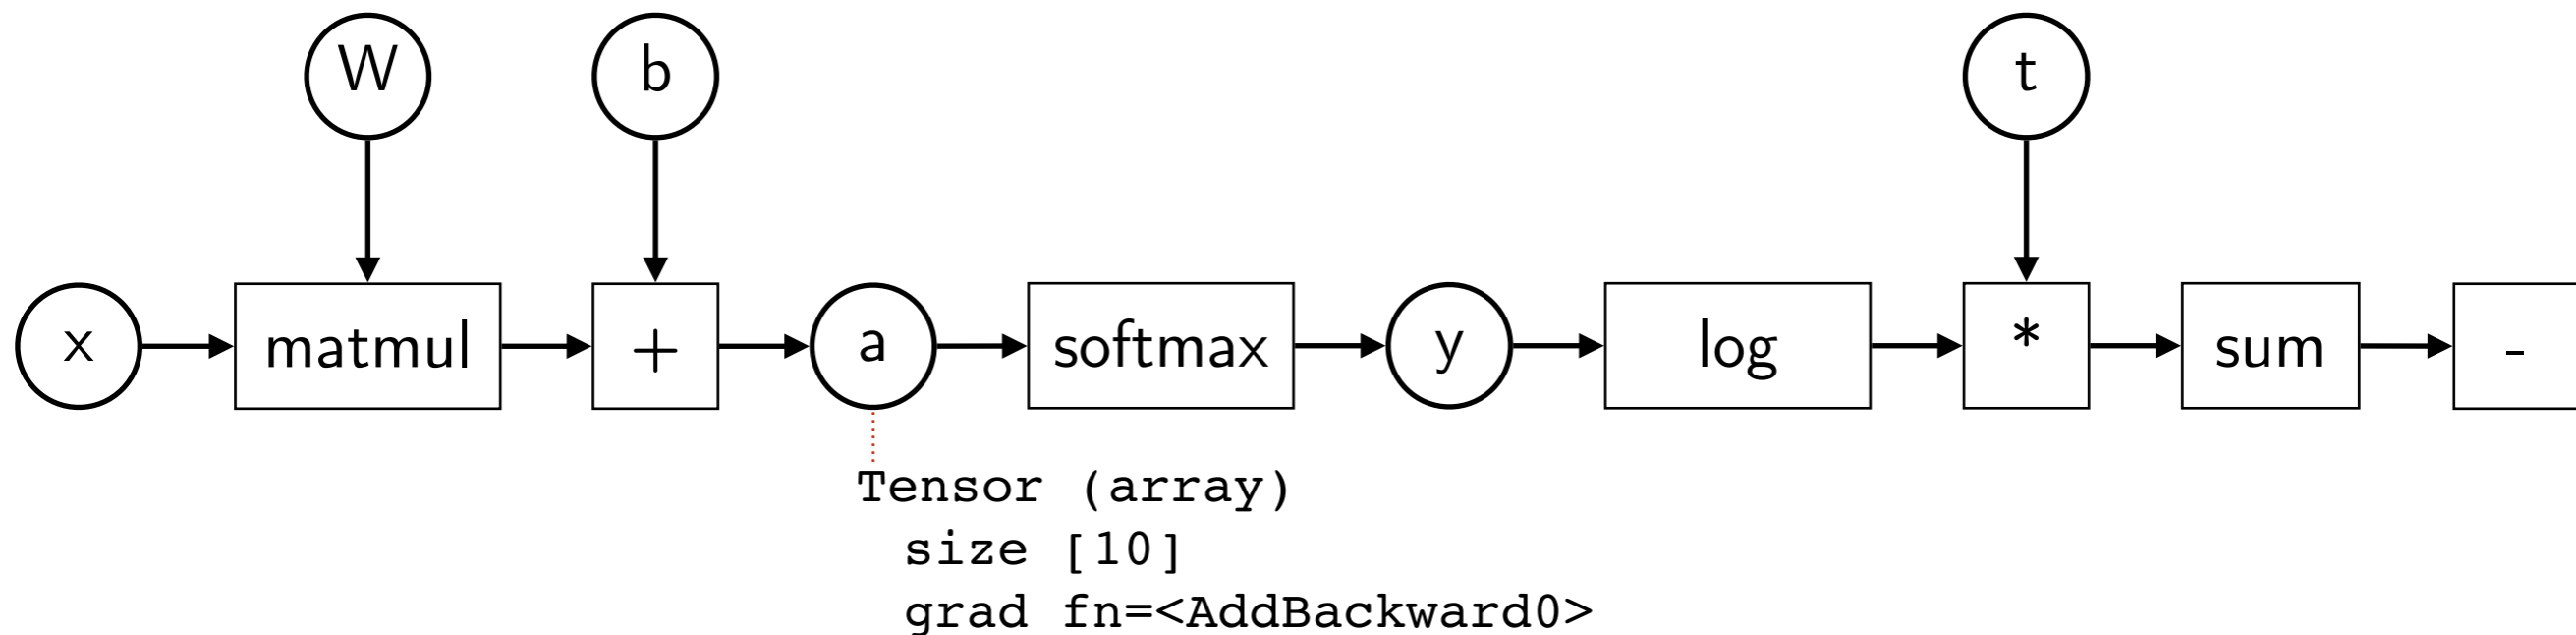 W b t
x matmul + a softmax y log * sum -
Tensor (array)
size [10]
grad fn=<AddBackward0>